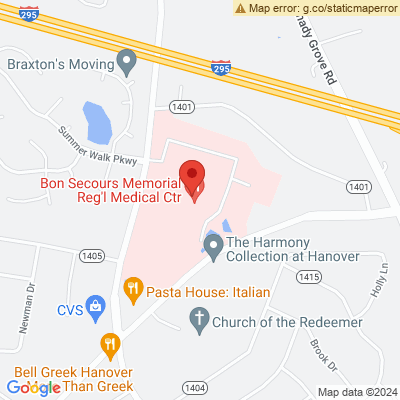 Map error: g.co/staticmaperror
295
Braxton's Moving
295
ady Grove Rd
1401
Summer Walk Pkwy
Bon Secours Memorial
Reg'l Medical Ctr
1401
The Harmony
Collection at Hanover
1405
1415
Holly Ln
Newman Dr
Pasta House: Italian
CVS
Church of the Redeemer
Brook Dr
Bell Greek Hanover
Than Greek
1404
Google
Map data ©2024